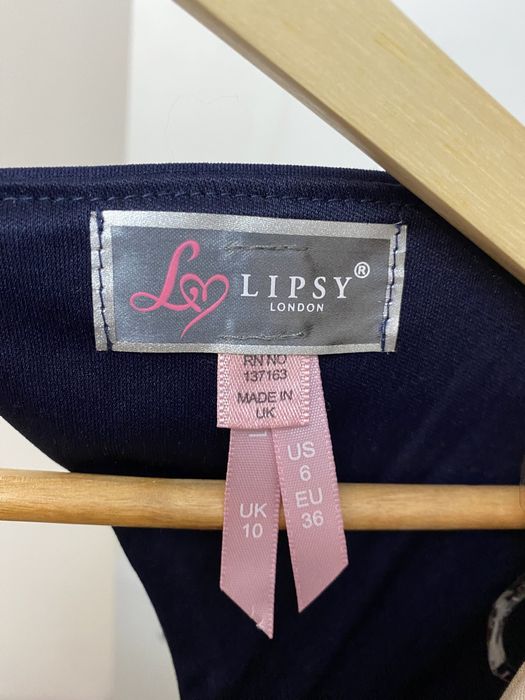 LIPSY®
LONDON
RN NO
137163
MADE IN
UK
US
6
EU
36
UK
10